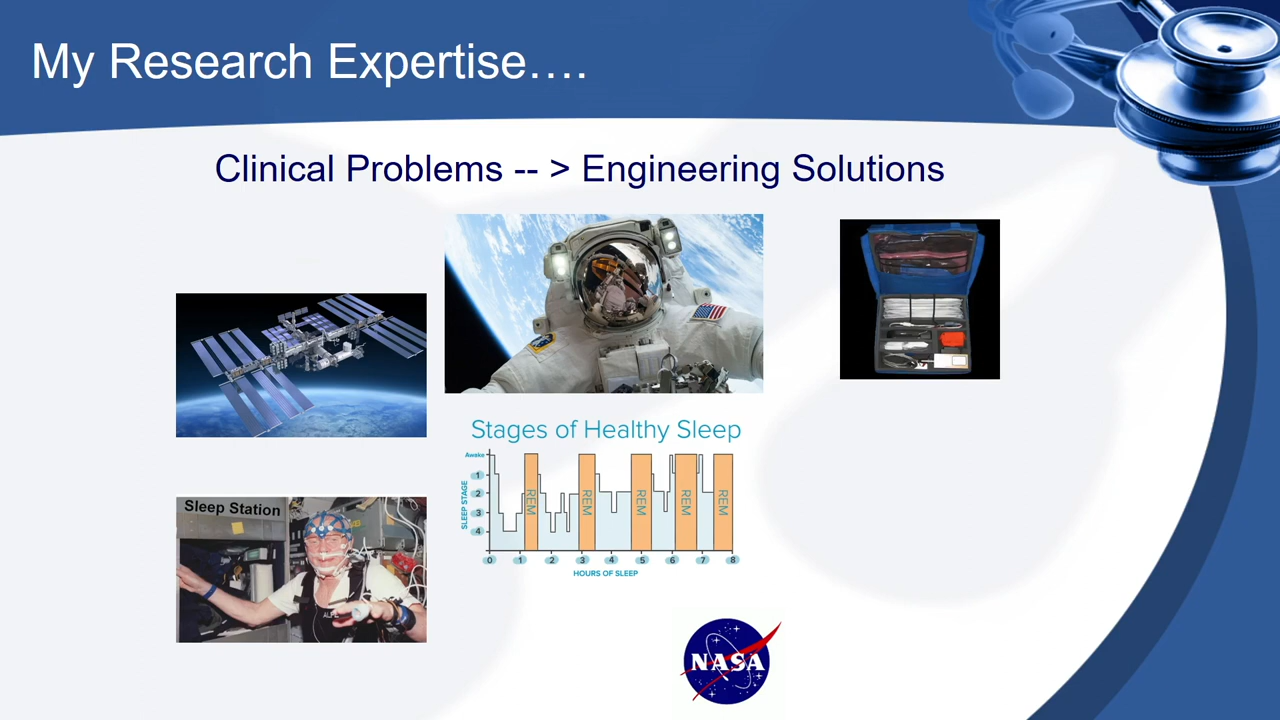 My Research Expertise….
Clinical Problems -- > Engineering Solutions
Stages of Healthy Sleep
Awake
1
2
3
4
SLEEP STAGE
REM
REM
REM
REM
REM
0 1 2 3 4 5 6 7 8
HOURS OF SLEEP
Sleep Station
NASA